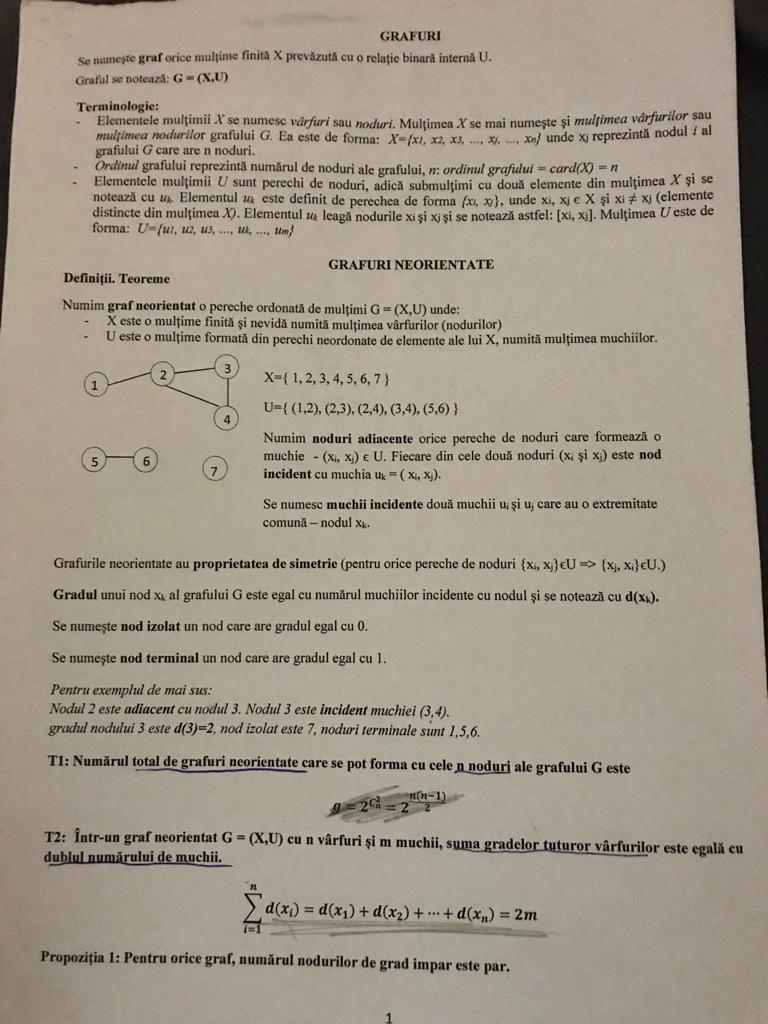 GRAFURI
Se numește graf orice mulțime finită X prevăzută cu o relație binară internă U.
Graful se notează: G = (X,U)
Terminologie:
- Elementele mulțimii X se numesc vârfuri sau noduri. Mulțimea X se mai numește și mulțimea vârfurilor sau
mulțimea nodurilor grafului G. Ea este de forma: X={x1, x2, x3, ..., xj, ..., xn} unde xj reprezintă nodul i al
grafului G care are n noduri.
- Ordinul grafului reprezintă numărul de noduri ale grafului, n: ordinul grafului = card(X) = n
- Elementele mulțimii U sunt perechi de noduri, adică submulțimi cu două elemente din mulțimea X și se
notează cu uk. Elementul uk este definit de perechea de forma {xi, xj}, unde xi, xj є X și xi ≠ xj (elemente
distincte din mulțimea X). Elementul uk leagă nodurile xi și xj și se notează astfel: [xi, xj]. Mulțimea U este de
forma: U={u1, u2, u3, ..., uk, ..., um}
GRAFURI NEORIENTATE
Definiții. Teoreme
Numim graf neorientat o pereche ordonată de mulțimi G = (X,U) unde:
- X este o mulțime finită și nevidă numită mulțimea vârfurilor (nodurilor)
- U este o mulțime formată din perechi neordonate de elemente ale lui X, numită mulțimea muchiilor.
1 2 3
4
5 6 7
X={ 1, 2, 3, 4, 5, 6, 7 }
U={ (1,2), (2,3), (2,4), (3,4), (5,6) }
Numim noduri adiacente orice pereche de noduri care formează o
muchie - (xi, xj) є U. Fiecare din cele două noduri (xi și xj) este nod
incident cu muchia uk = ( xi, xj).
Se numesc muchii incidente două muchii ui și uj care au o extremitate
comună – nodul xk.
Grafurile neorientate au proprietatea de simetrie (pentru orice pereche de noduri {xi, xj}єU => {xj, xi}єU.)
Gradul unui nod xk al grafului G este egal cu numărul muchiilor incidente cu nodul și se notează cu d(xk).
Se numește nod izolat un nod care are gradul egal cu 0.
Se numește nod terminal un nod care are gradul egal cu 1.
Pentru exemplul de mai sus:
Nodul 2 este adiacent cu nodul 3. Nodul 3 este incident muchiei (3,4).
gradul nodului 3 este d(3)=2, nod izolat este 7, noduri terminale sunt 1,5,6.
T1: Numărul total de grafuri neorientate care se pot forma cu cele n noduri ale grafului G este
g = 2^{C_n^2} = 2^{\frac{n(n-1)}{2}}
T2: Într-un graf neorientat G = (X,U) cu n vârfuri și m muchii, suma gradelor tuturor vârfurilor este egală cu
dublul numărului de muchii.
\sum_{i=1}^{n} d(x_i) = d(x_1) + d(x_2) + ··· + d(x_n) = 2m
Propoziția 1: Pentru orice graf, numărul nodurilor de grad impar este par.
1